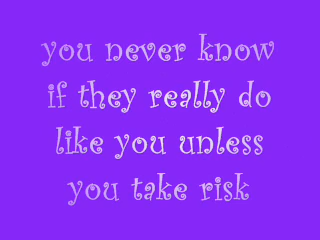 you never know
if they really do
like you unless
you take risk